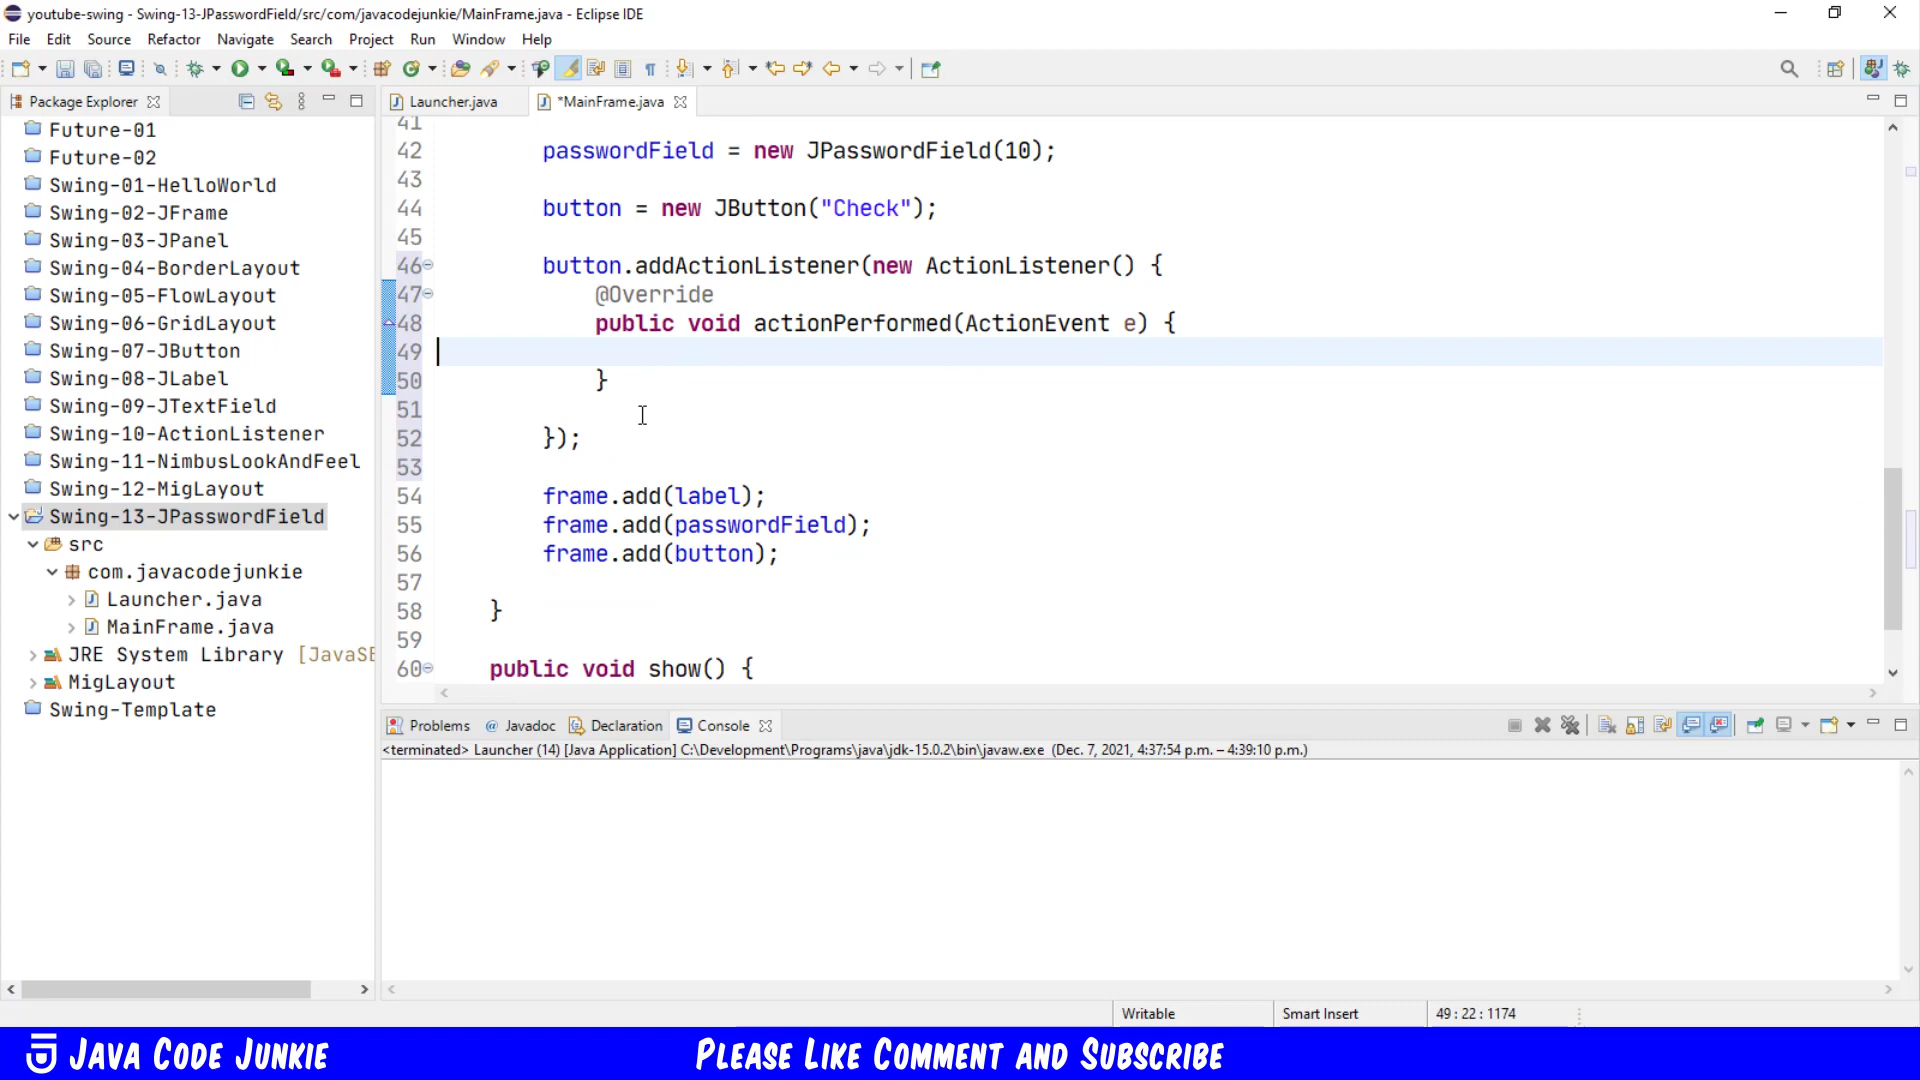 youtube-swing - Swing-13-JPasswordField/src/com/javacodejunkie/MainFrame.java - Eclipse IDE
File Edit Source Refactor Navigate Search Project Run Window Help
Package Explorer
Launcher.java
*MainFrame.java
Future-01
Future-02
Swing-01-HelloWorld
Swing-02-JFrame
Swing-03-JPanel
Swing-04-BorderLayout
Swing-05-FlowLayout
Swing-06-GridLayout
Swing-07-JButton
Swing-08-JLabel
Swing-09-JTextField
Swing-10-ActionListener
Swing-11-NimbusLookAndFeel
Swing-12-MigLayout
Swing-13-JPasswordField
src
com.javacodejunkie
Launcher.java
MainFrame.java
JRE System Library [JavaSE
MigLayout
Swing-Template
41
42 passwordField = new JPasswordField(10);
43
44 button = new JButton("Check");
45
46 button.addActionListener(new ActionListener() {
47 @Override
48 public void actionPerformed(ActionEvent e) {
49
50 }
51
52 });
53
54 frame.add(label);
55 frame.add(passwordField);
56 frame.add(button);
57
58 }
59
60 public void show() {
Problems @ Javadoc Declaration Console
<terminated> Launcher (14) [Java Application] C:\Development\Programs\java\jdk-15.0.2\bin\javaw.exe (Dec. 7, 2021, 4:37:54 p.m. – 4:39:10 p.m.)
Writable Smart Insert 49 : 22 : 1174
Java Code Junkie
Please Like Comment and Subscribe